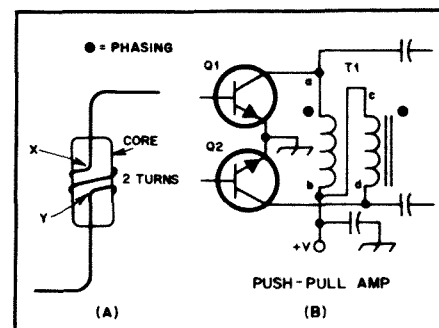 ● = PHASING
X
CORE
2 TURNS
Y
(A)
Q1
Q2
a
T1
c
b
d
+V
PUSH-PULL AMP
(B)